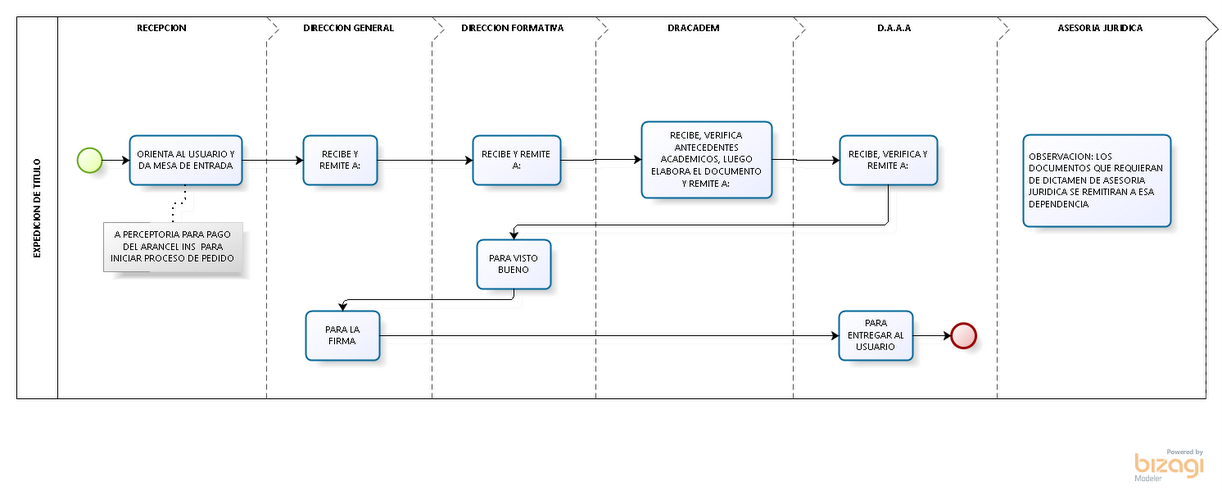 RECEPCION
DIRECCION GENERAL
DIRECCION FORMATIVA
DRACADEM
D.A.A.A
ASESORIA JURIDICA
EXPEDICION DE TITULO
ORIENTA AL USUARIO Y
DA MESA DE ENTRADA
RECIBE Y
REMITE A:
RECIBE Y REMITE
A:
RECIBE, VERIFICA
ANTECEDENTES
ACADEMICOS, LUEGO
ELABORA EL DOCUMENTO
Y REMITE A:
RECIBE, VERIFICA Y
REMITE A:
OBSERVACION: LOS
DOCUMENTOS QUE REQUIERAN
DE DICTAMEN DE ASESORIA
JURIDICA SE REMITIRAN A ESA
DEPENDENCIA
A PERCEPTORIA PARA PAGO
DEL ARANCEL INS PARA
INICIAR PROCESO DE PEDIDO
PARA VISTO
BUENO
PARA LA
FIRMA
PARA
ENTREGAR AL
USUARIO
Powered by
bizagi
Modeler